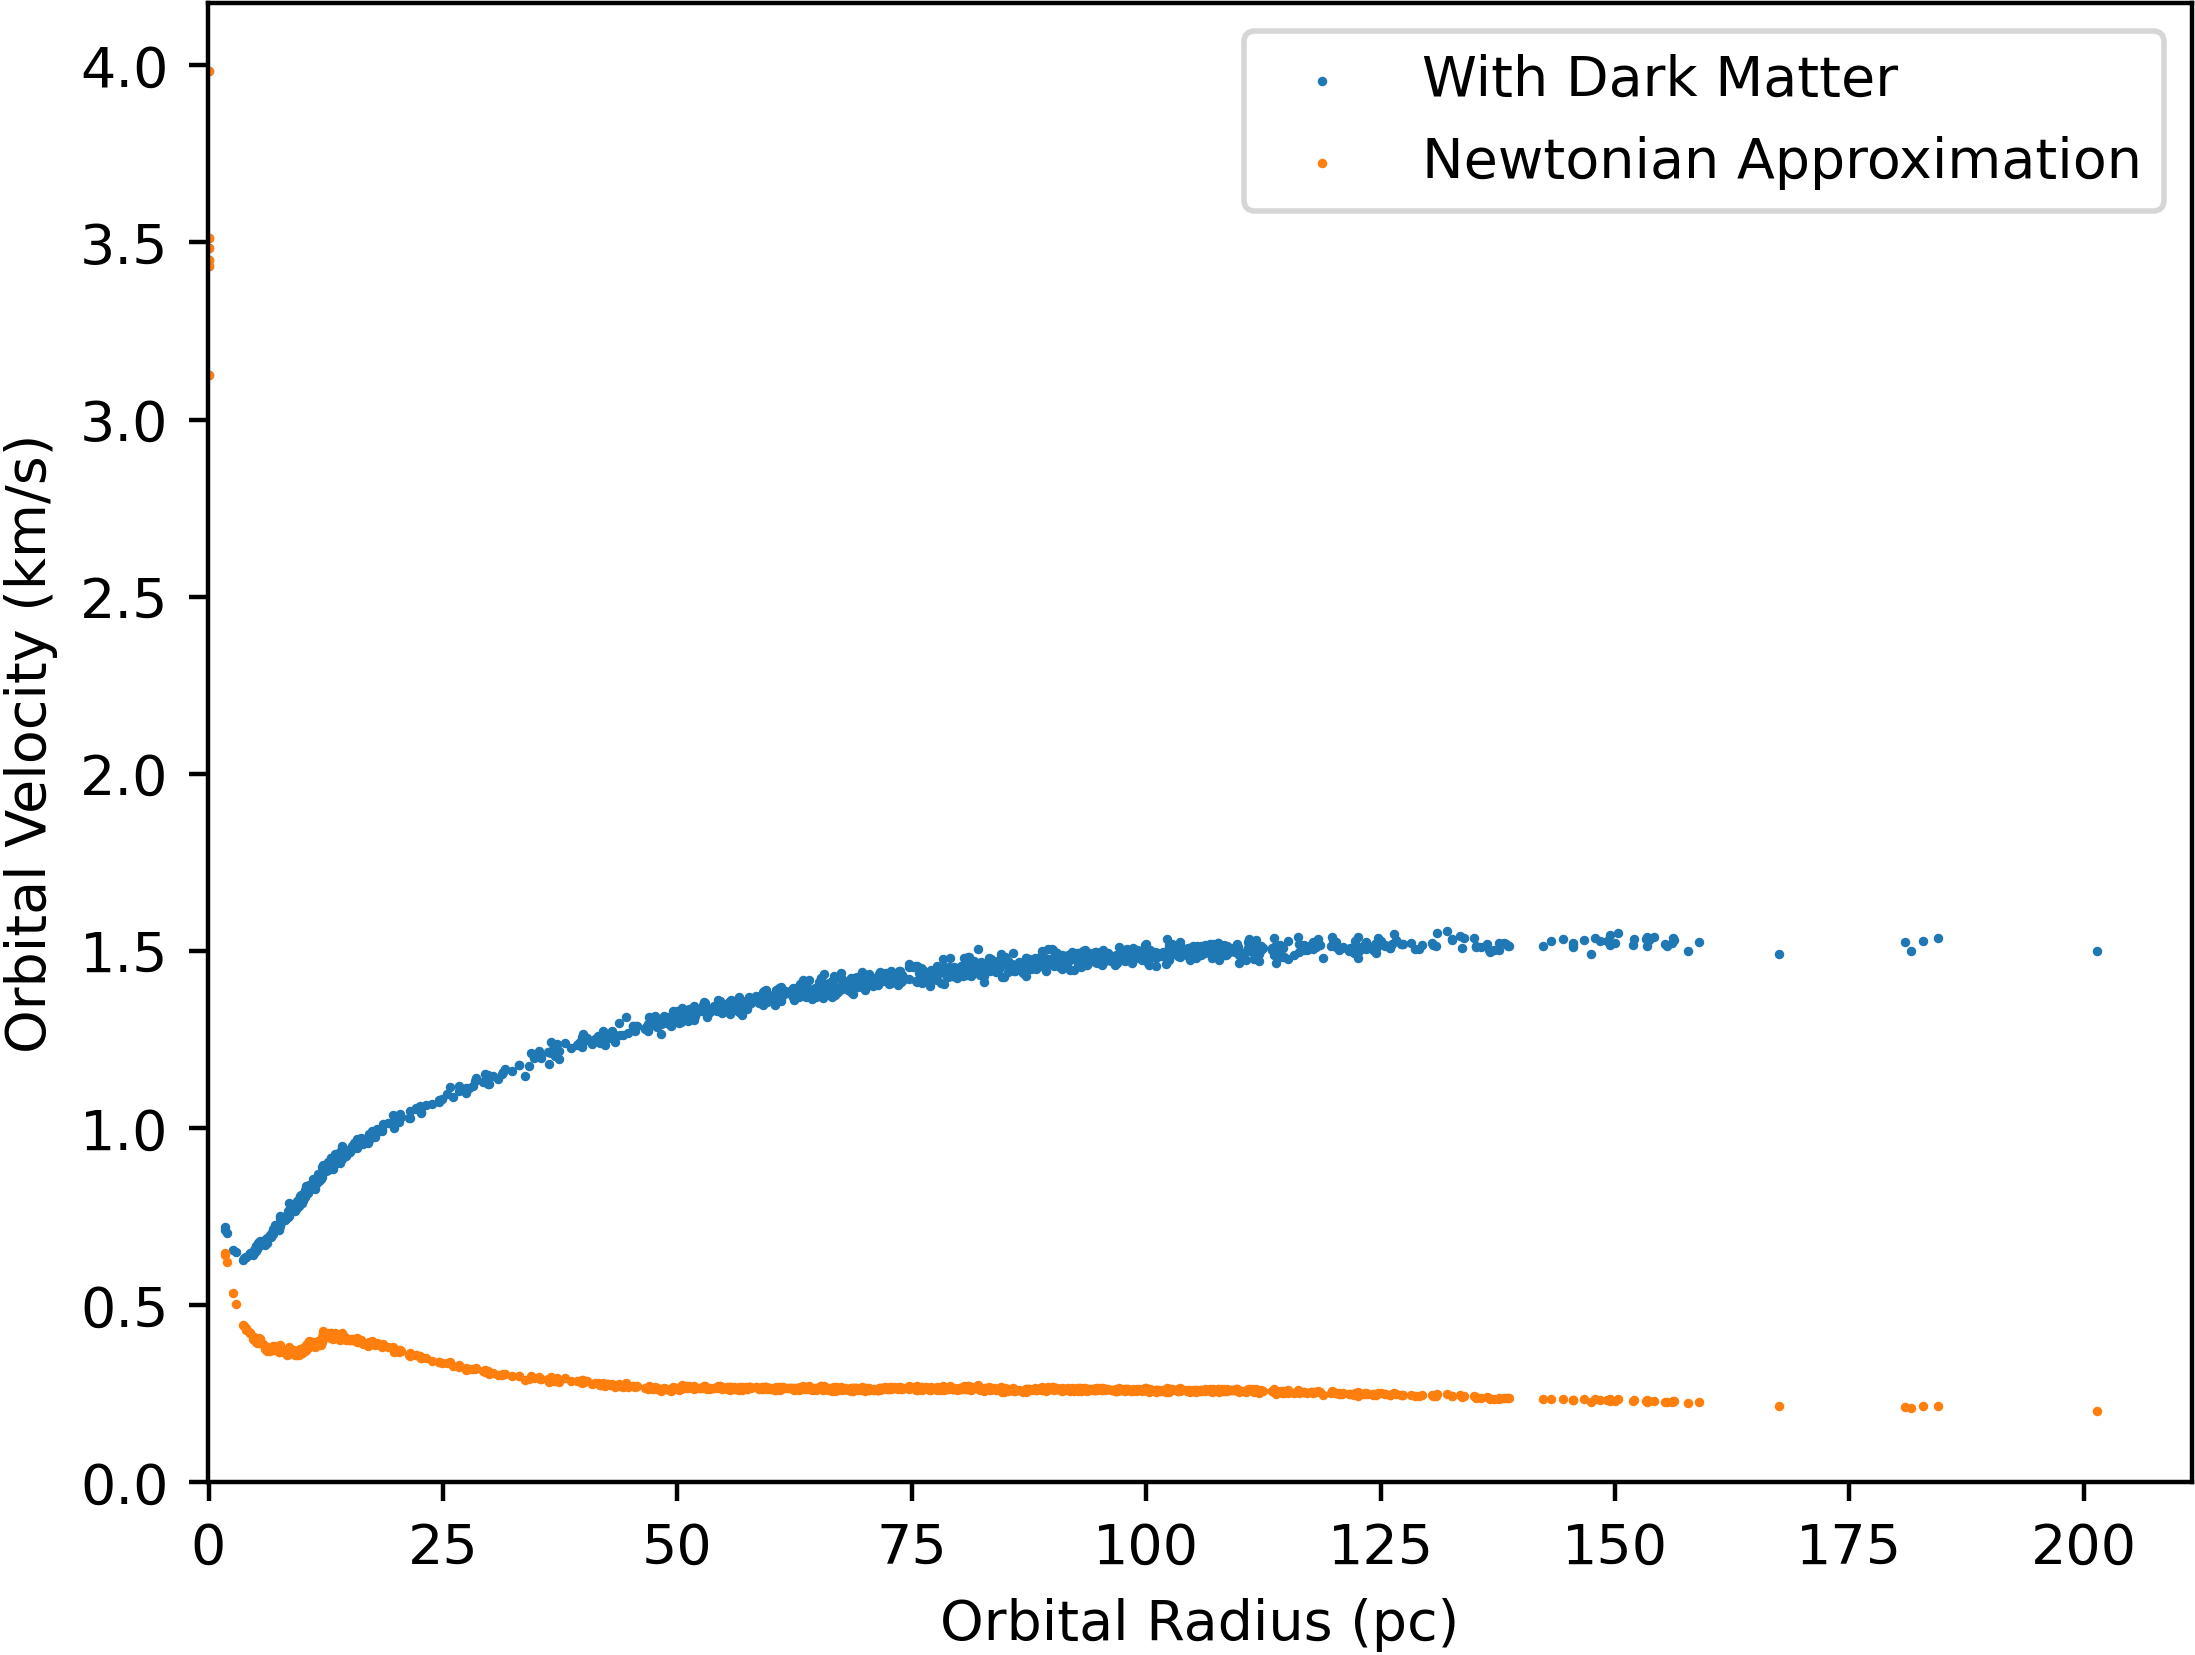 With Dark Matter
Newtonian Approximation
4.0
3.5
3.0
2.5
2.0
1.5
1.0
0.5
0.0
Orbital Velocity (km/s)
0 25 50 75 100 125 150 175 200
Orbital Radius (pc)